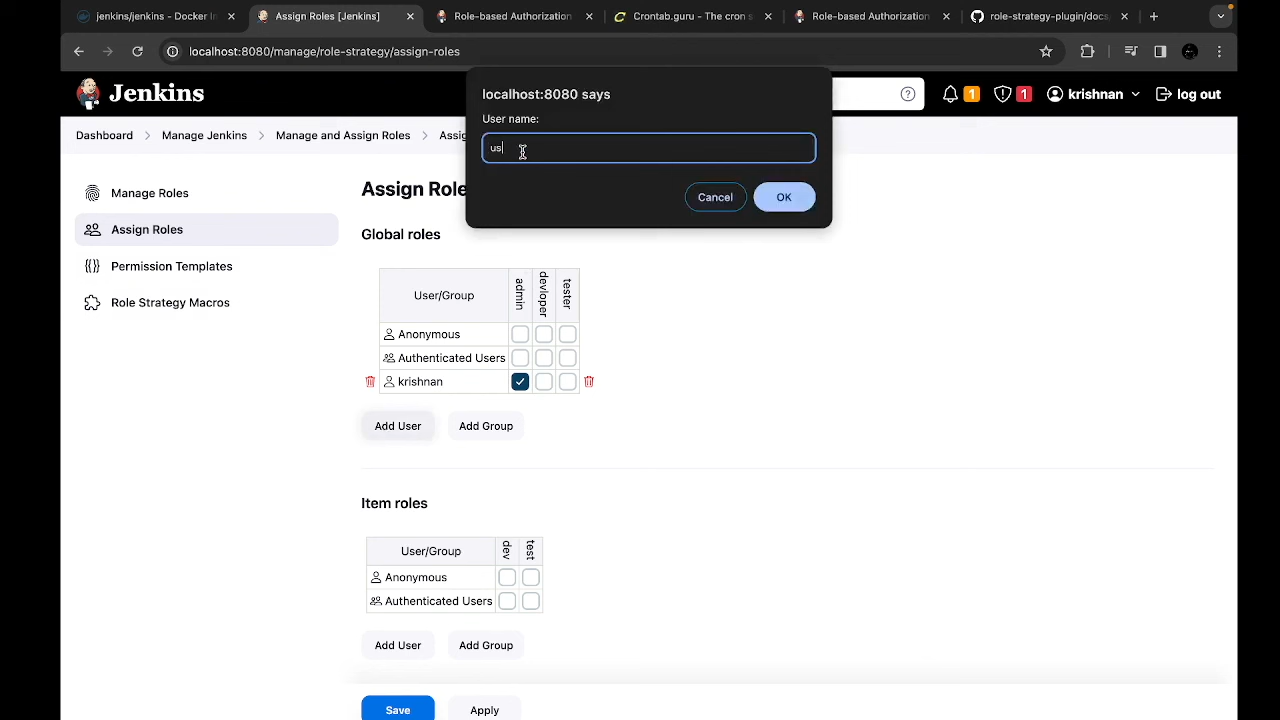 jenkins/jenkins - Docker I
Assign Roles [Jenkins]
Role-based Authorization
Crontab.guru - The cron s
Role-based Authorization
role-strategy-plugin/docs
localhost:8080/manage/role-strategy/assign-roles
Jenkins
1
1
krishnan
log out
Dashboard
Manage Jenkins
Manage and Assign Roles
Assig
localhost:8080 says
User name:
us
Cancel
OK
Manage Roles
Assign Roles
Permission Templates
Role Strategy Macros
Assign Role
Global roles
User/Group
admin
devloper
tester
Anonymous
Authenticated Users
krishnan
Add User
Add Group
Item roles
User/Group
dev
test
Anonymous
Authenticated Users
Add User
Add Group
Save
Apply